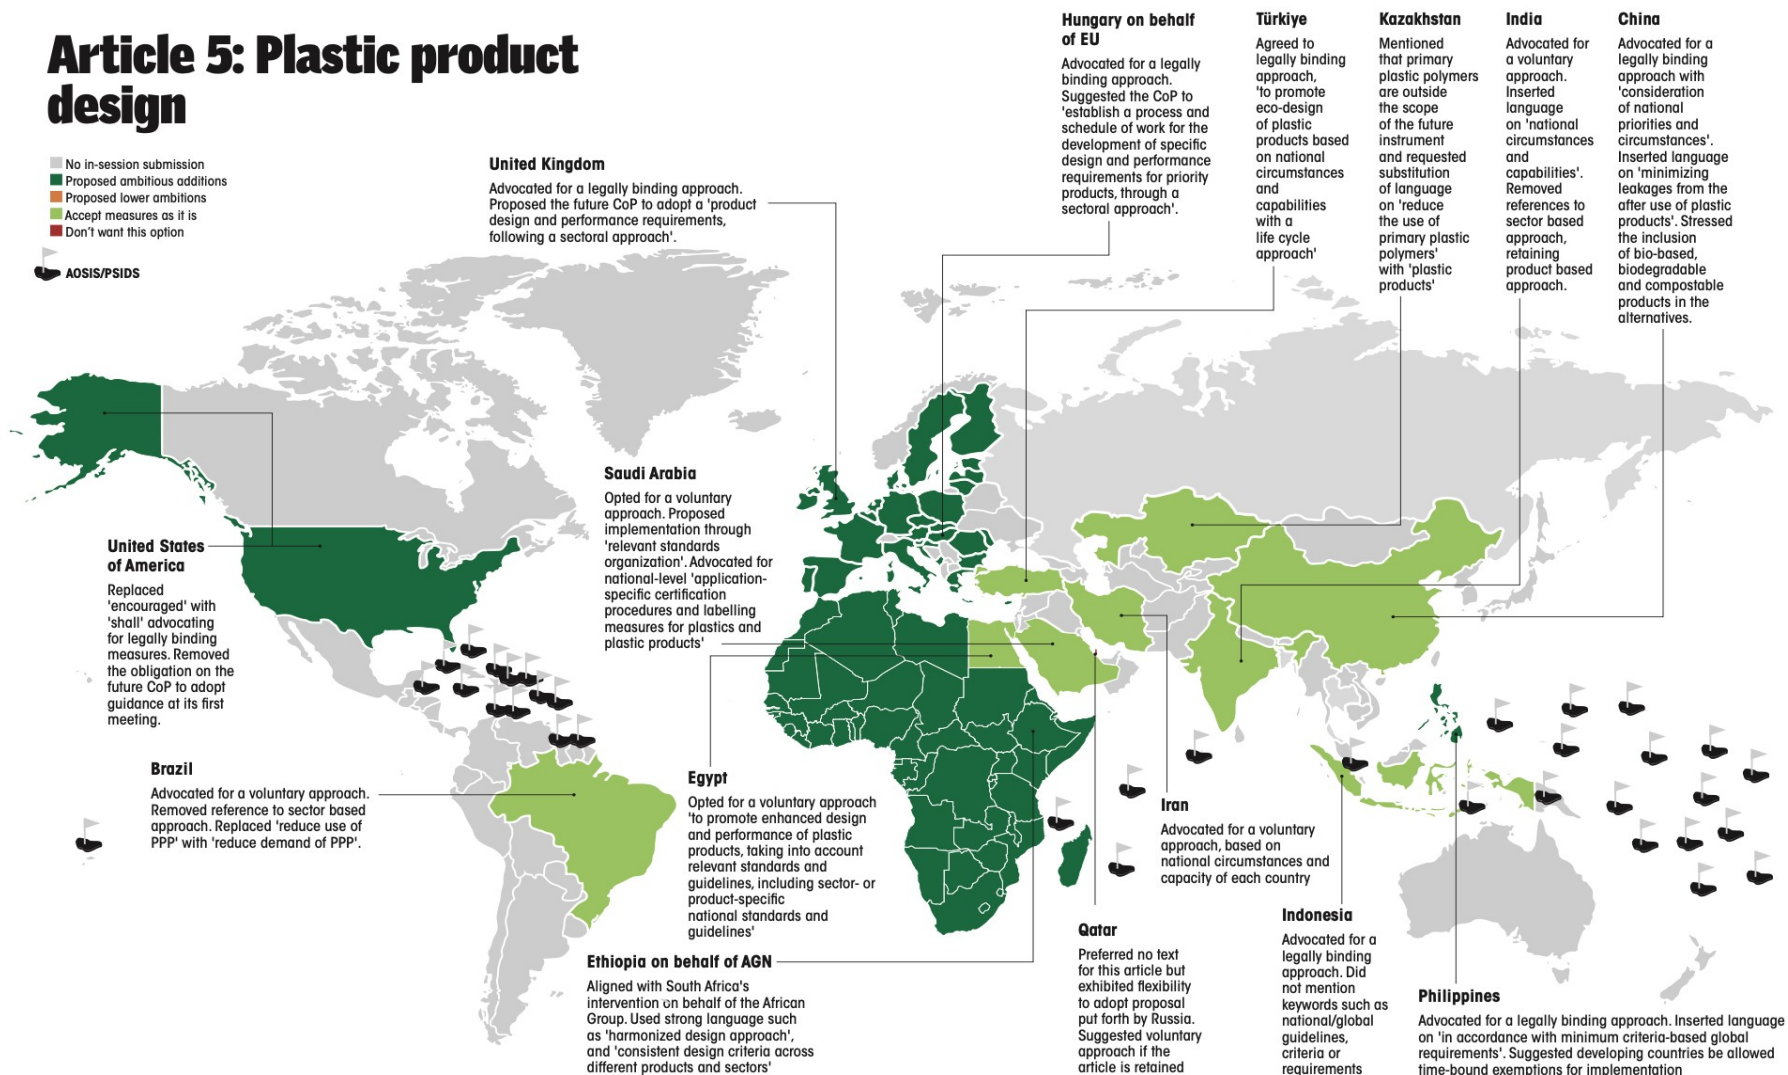 Article 5: Plastic product
design
No in-session submission
Proposed ambitious additions
Proposed lower ambitions
Accept measures as it is
Don't want this option
AOSIS/PSIDS
United Kingdom
Advocated for a legally binding approach.
Proposed the future CoP to adopt a 'product
design and performance requirements,
following a sectoral approach'.
Hungary on behalf
of EU
Advocated for a legally
binding approach.
Suggested the CoP to
'establish a process and
schedule of work for the
development of specific
design and performance
requirements for priority
products, through a
sectoral approach'.
Türkiye
Agreed to
legally binding
approach,
'to promote
eco-design
of plastic
products based
on national
circumstances
and
capabilities
with a
life cycle
approach'
Kazakhstan
Mentioned
that primary
plastic polymers
are outside
the scope
of the future
instrument
and requested
substitution
of language
on 'reduce
the use of
primary plastic
polymers'
with 'plastic
products'
India
Advocated for
a voluntary
approach.
Inserted
language
on 'national
circumstances
and
capabilities'.
Removed
references to
sector based
approach,
retaining
product based
approach.
China
Advocated for a
legally binding
approach with
'consideration
of national
priorities and
circumstances'.
Inserted language
on 'minimizing
leakages from the
after use of plastic
products'. Stressed
the inclusion
of bio-based,
biodegradable
and compostable
products in the
alternatives.
Saudi Arabia
Opted for a voluntary
approach. Proposed
implementation through
'relevant standards
organization'. Advocated for
national-level 'application-
specific certification
procedures and labelling
measures for plastics and
plastic products'
United States
of America
Replaced
'encouraged' with
'shall' advocating
for legally binding
measures. Removed
the obligation on the
future CoP to adopt
guidance at its first
meeting.
Brazil
Advocated for a voluntary approach.
Removed reference to sector based
approach. Replaced 'reduce use of
PPP' with 'reduce demand of PPP'.
Egypt
Opted for a voluntary approach
'to promote enhanced design
and performance of plastic
products, taking into account
relevant standards and
guidelines, including sector- or
product-specific
national standards and
guidelines'
Ethiopia on behalf of AGN
Aligned with South Africa's
intervention on behalf of the African
Group. Used strong language such
as 'harmonized design approach',
and 'consistent design criteria across
different products and sectors'
Qatar
Preferred no text
for this article but
exhibited flexibility
to adopt proposal
put forth by Russia.
Suggested voluntary
approach if the
article is retained
Iran
Advocated for a voluntary
approach, based on
national circumstances and
capacity of each country
Indonesia
Advocated for a
legally binding
approach. Did
not mention
keywords such as
national/global
guidelines,
criteria or
requirements
Philippines
Advocated for a legally binding approach. Inserted language
on 'in accordance with minimum criteria-based global
requirements'. Suggested developing countries be allowed
time-bound exemptions for implementation